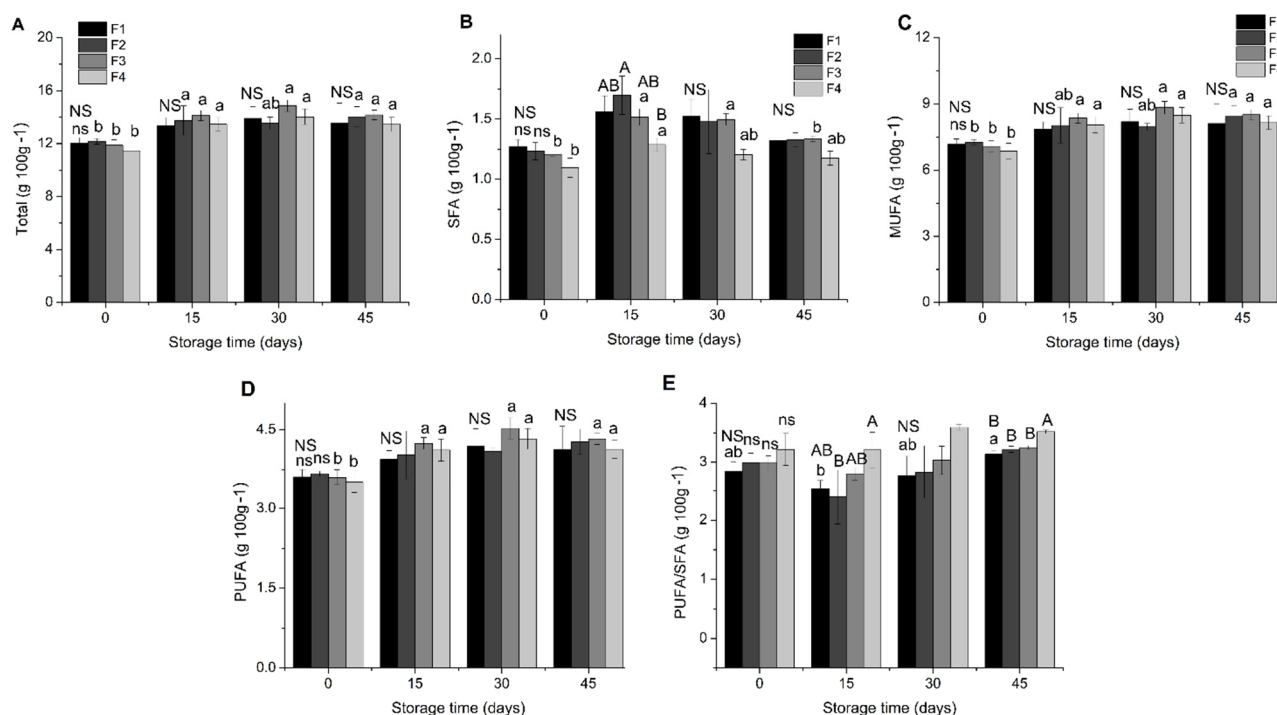 A
F1
F2
F3
F4
20
16
12
8
4
0
Total (g 100g-1)
NS
ns b b b
NS a a a
NS ab a a
NS a a a
0 15 30 45
Storage time (days)
B
F1
F2
F3
F4
2.0
1.5
1.0
0.5
0.0
SFA (g 100g-1)
NS
ns ns b b
AB A AB B
a a
NS a ab
NS b ab
0 15 30 45
Storage time (days)
C
F
F
F
F
12
9
6
3
0
MUFA (g 100g-1)
NS
ns b b b
NS ab a a
NS ab a a
NS a a a
0 15 30 45
Storage time (days)
D
4.5
3.0
1.5
0.0
PUFA (g 100g-1)
NS
ns ns b b
NS a a
NS a a
NS a a
0 15 30 45
Storage time (days)
E
4
3
2
1
0
PUFA/SFA (g 100g-1)
NS ns
ab ns ns
AB B AB A
b
NS
ab
B B B A
a
0 15 30 45
Storage time (days)